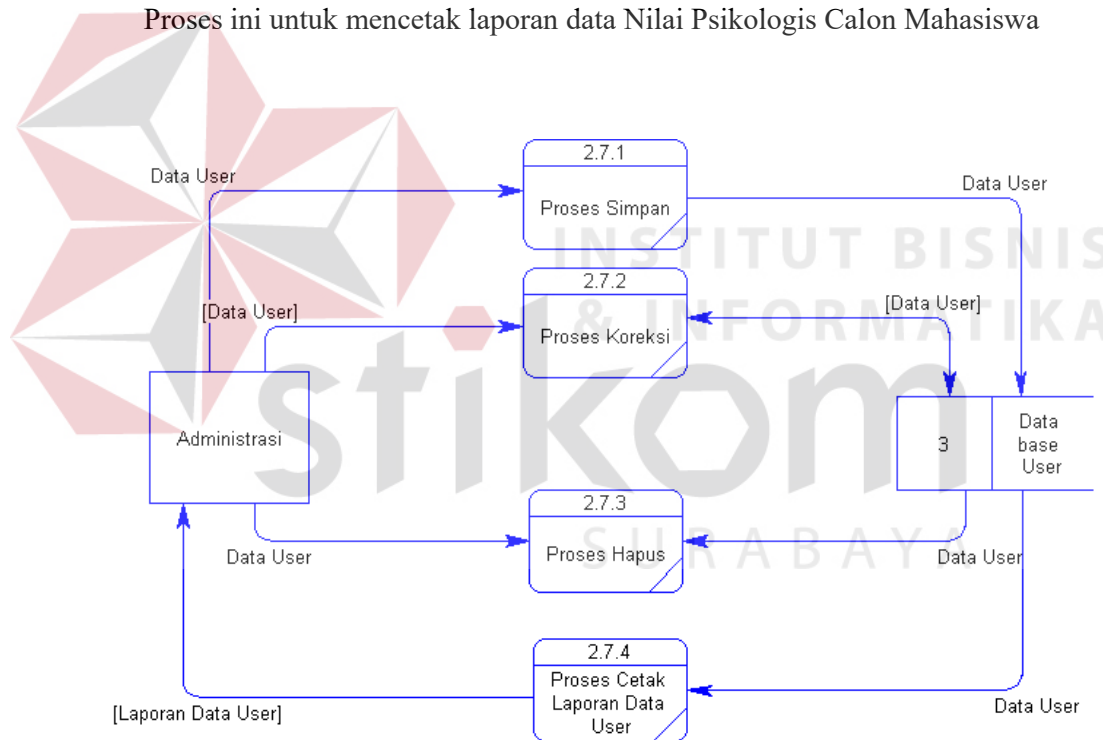 Proses ini untuk mencetak laporan data Nilai Psikologis Calon Mahasiswa
2.7.1
Data User
Data User
Proses Simpan
INSTITUT BISNIS
2.7.2
[Data User]
[Data User]
& INFORMATIKA
Proses Koreksi
stikom
Administrasi
3
Data
base
User
2.7.3
Data User
Proses Hapus
Data User
SURABAYA
2.7.4
Proses Cetak
Laporan Data
User
[Laporan Data User]
Data User